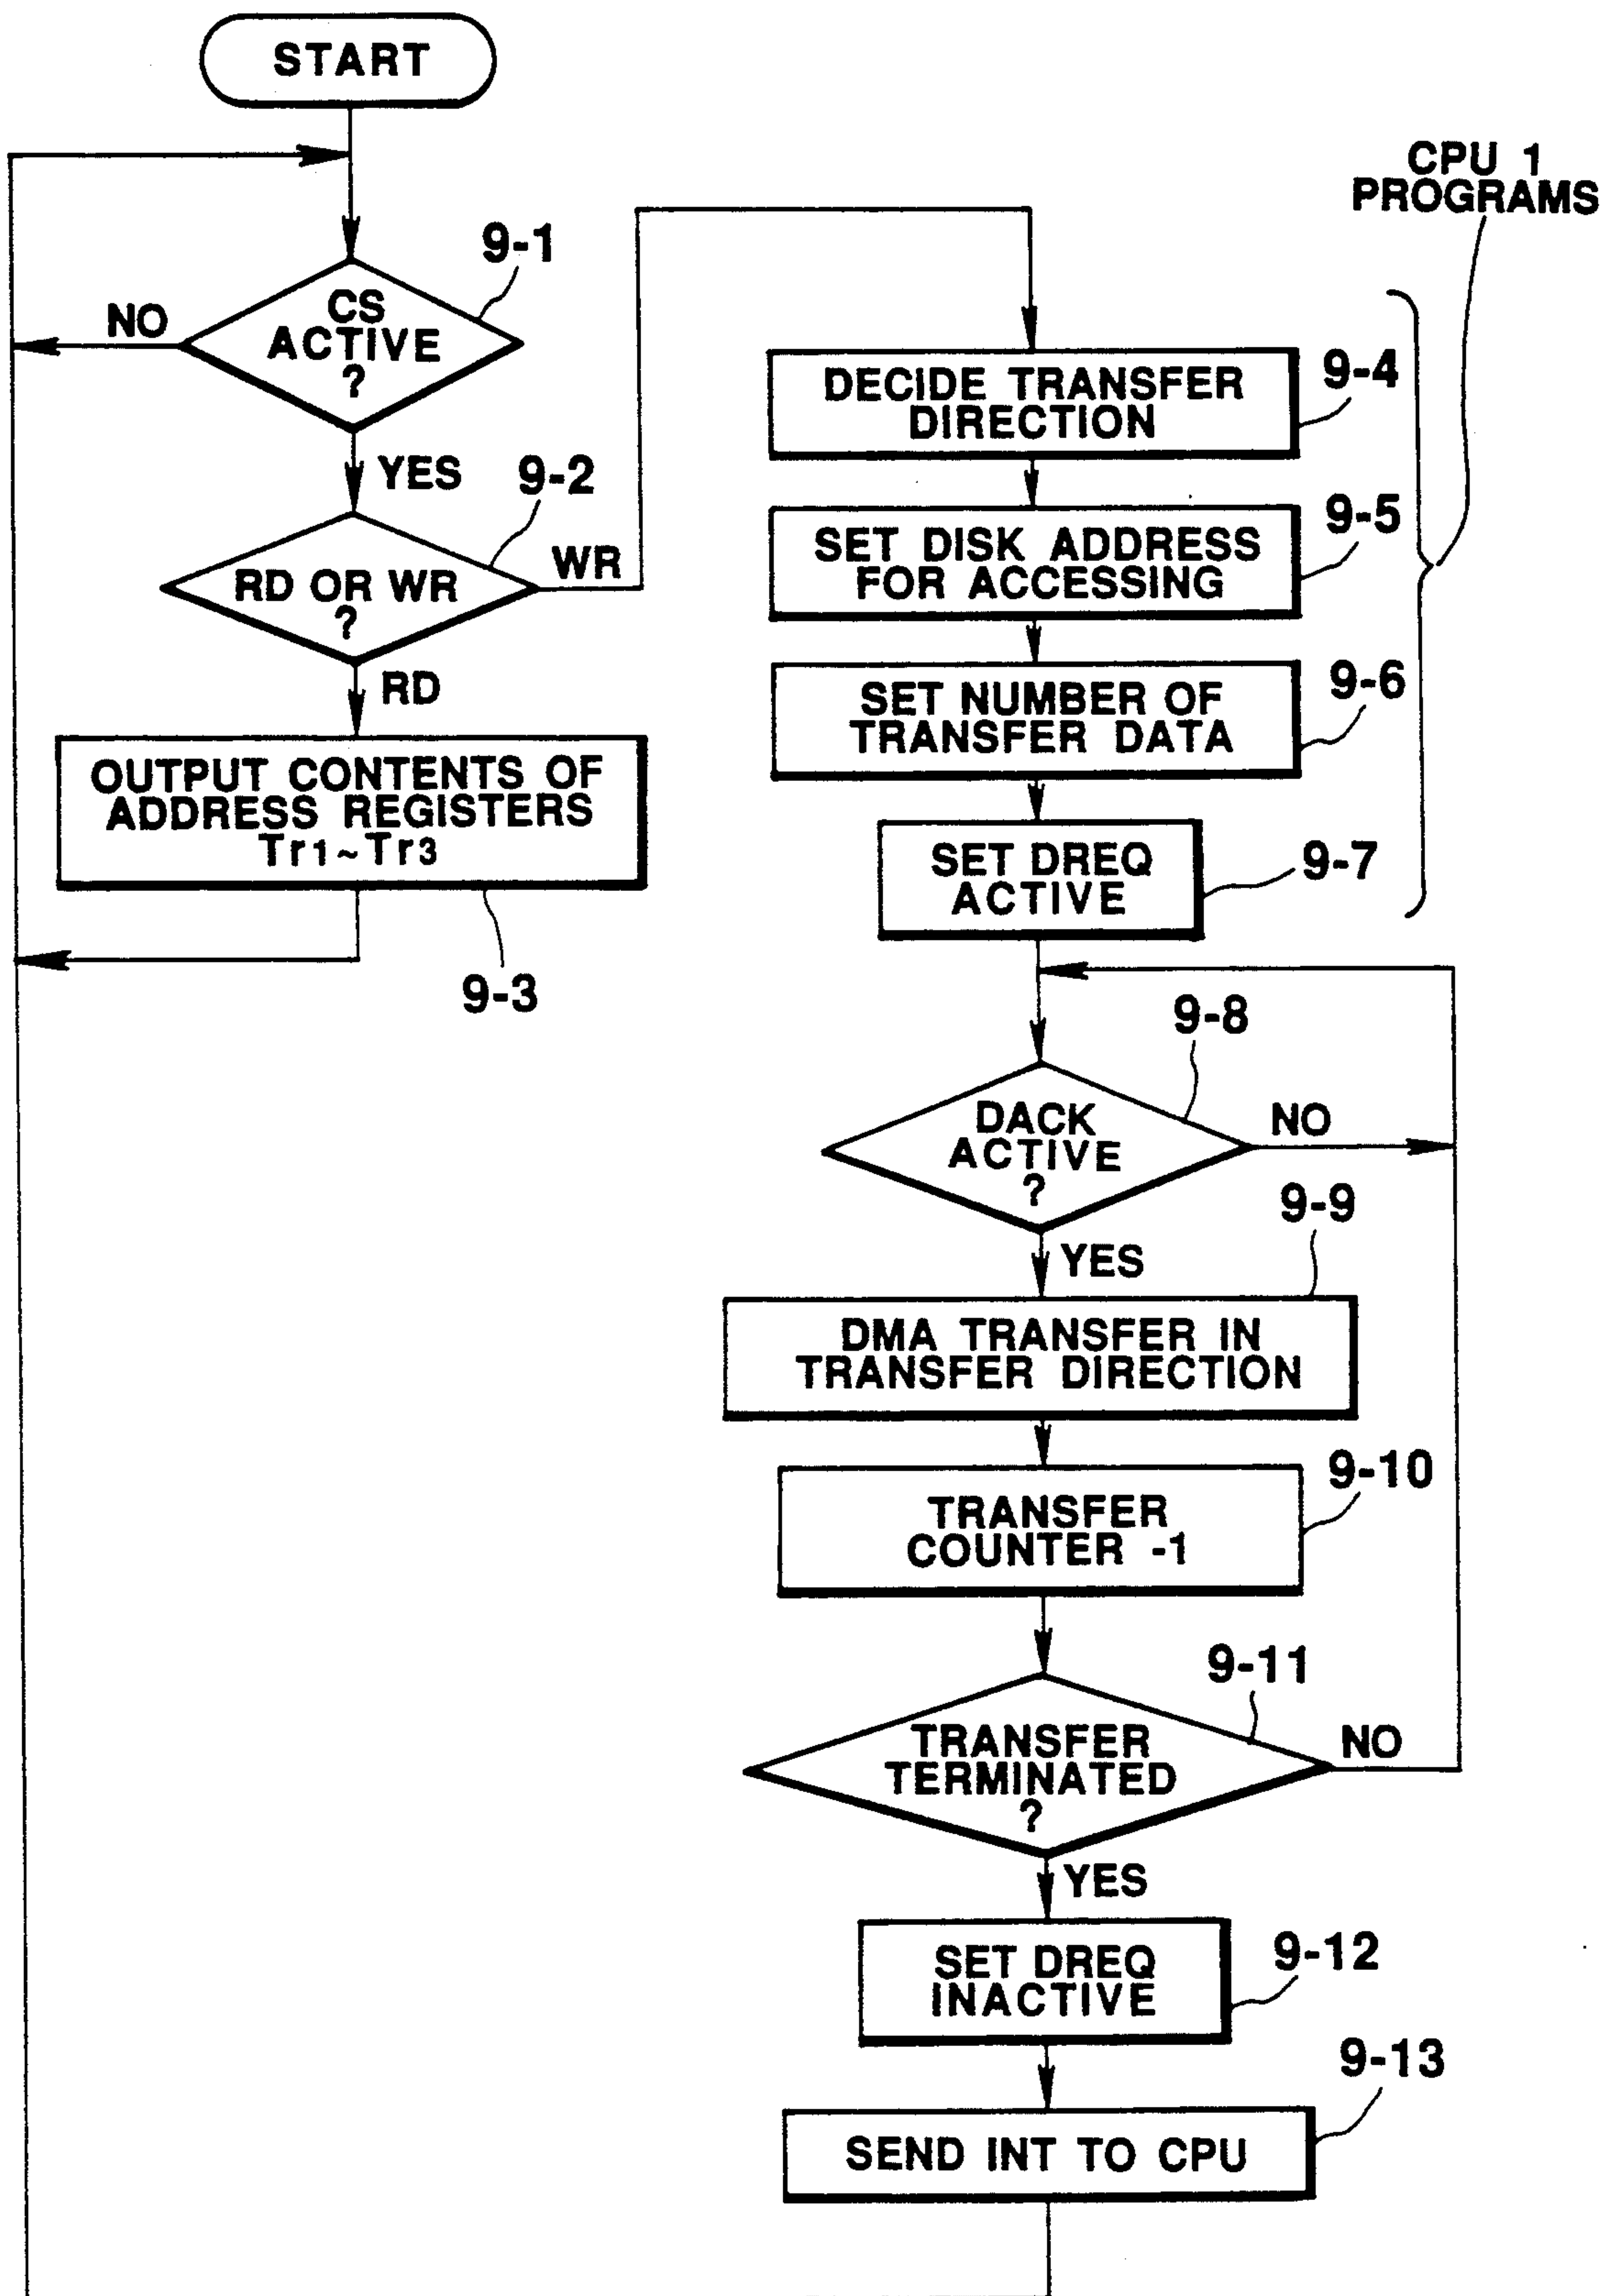 START
CPU 1
PROGRAMS
9-1
CS
ACTIVE
?
NO
YES
9-2
RD OR WR
?
WR
RD
OUTPUT CONTENTS OF
ADDRESS REGISTERS
Tr1~Tr3
9-3
DECIDE TRANSFER
DIRECTION
9-4
SET DISK ADDRESS
FOR ACCESSING
9-5
SET NUMBER OF
TRANSFER DATA
9-6
SET DREQ
ACTIVE
9-7
9-8
DACK
ACTIVE
?
NO
YES
9-9
DMA TRANSFER IN
TRANSFER DIRECTION
9-10
TRANSFER
COUNTER -1
9-11
TRANSFER
TERMINATED
?
NO
YES
SET DREQ
INACTIVE
9-12
9-13
SEND INT TO CPU